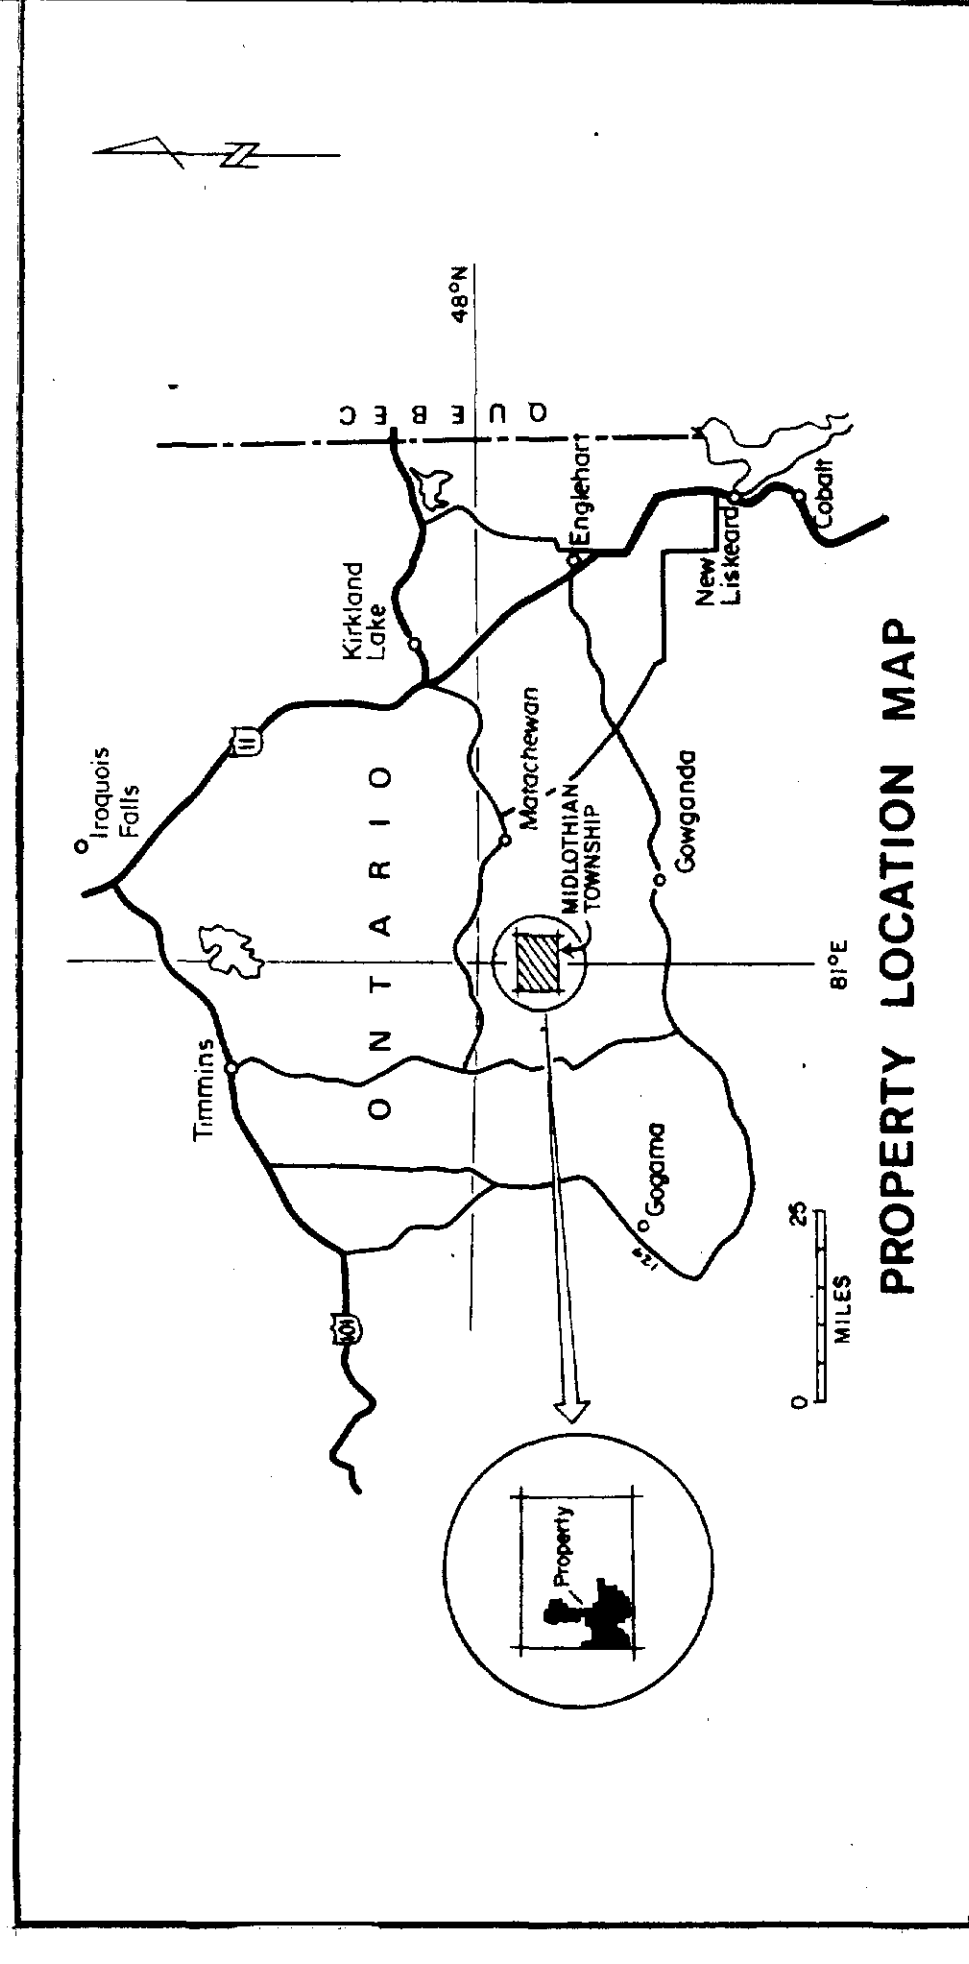 N
Iroquois
Falls
11
Timmins
Kirkland
Lake
ONTARIO
QUEBEC
101
48°N
Matachewan
Englehart
MIDLOTHIAN
TOWNSHIP
Property
Gogama
129
Gowganda
New
Liskeard
Cobalt
81°E
0 25
MILES
PROPERTY LOCATION MAP